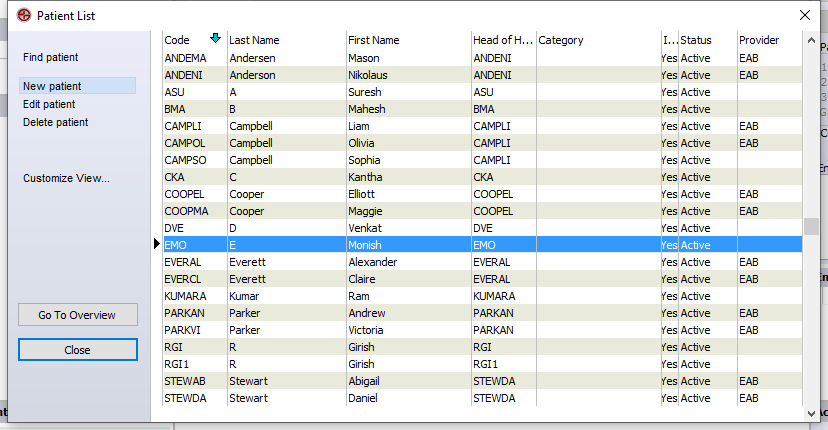 Patient List
Find patient
New patient
Edit patient
Delete patient
Customize View...
Go To Overview
Close
Code Last Name First Name Head of H... Category I... Status Provider
ANDEMA Andersen Mason ANDENI Yes Active EAB
ANDENI Anderson Nikolaus ANDENI Yes Active EAB
ASU A Suresh ASU Yes Active
BMA B Mahesh BMA Yes Active
CAMPLI Campbell Liam CAMPLI Yes Active EAB
CAMPOL Campbell Olivia CAMPLI Yes Active EAB
CAMPSO Campbell Sophia CAMPLI Yes Active
CKA C Kantha CKA Yes Active
COOPEL Cooper Elliott COOPEL Yes Active EAB
COOPMA Cooper Maggie COOPEL Yes Active EAB
DVE D Venkat DVE Yes Active
EMO E Monish EMO Yes Active
EVERAL Everett Alexander EVERAL Yes Active EAB
EVERCL Everett Claire EVERAL Yes Active EAB
KUMARA Kumar Ram KUMARA Yes Active
PARKAN Parker Andrew PARKAN Yes Active EAB
PARKVI Parker Victoria PARKAN Yes Active EAB
RGI R Girish RGI Yes Active
RGI1 R Girish RGI1 Yes Active
STEWAB Stewart Abigail STEWDA Yes Active EAB
STEWDA Stewart Daniel STEWDA Yes Active EAB